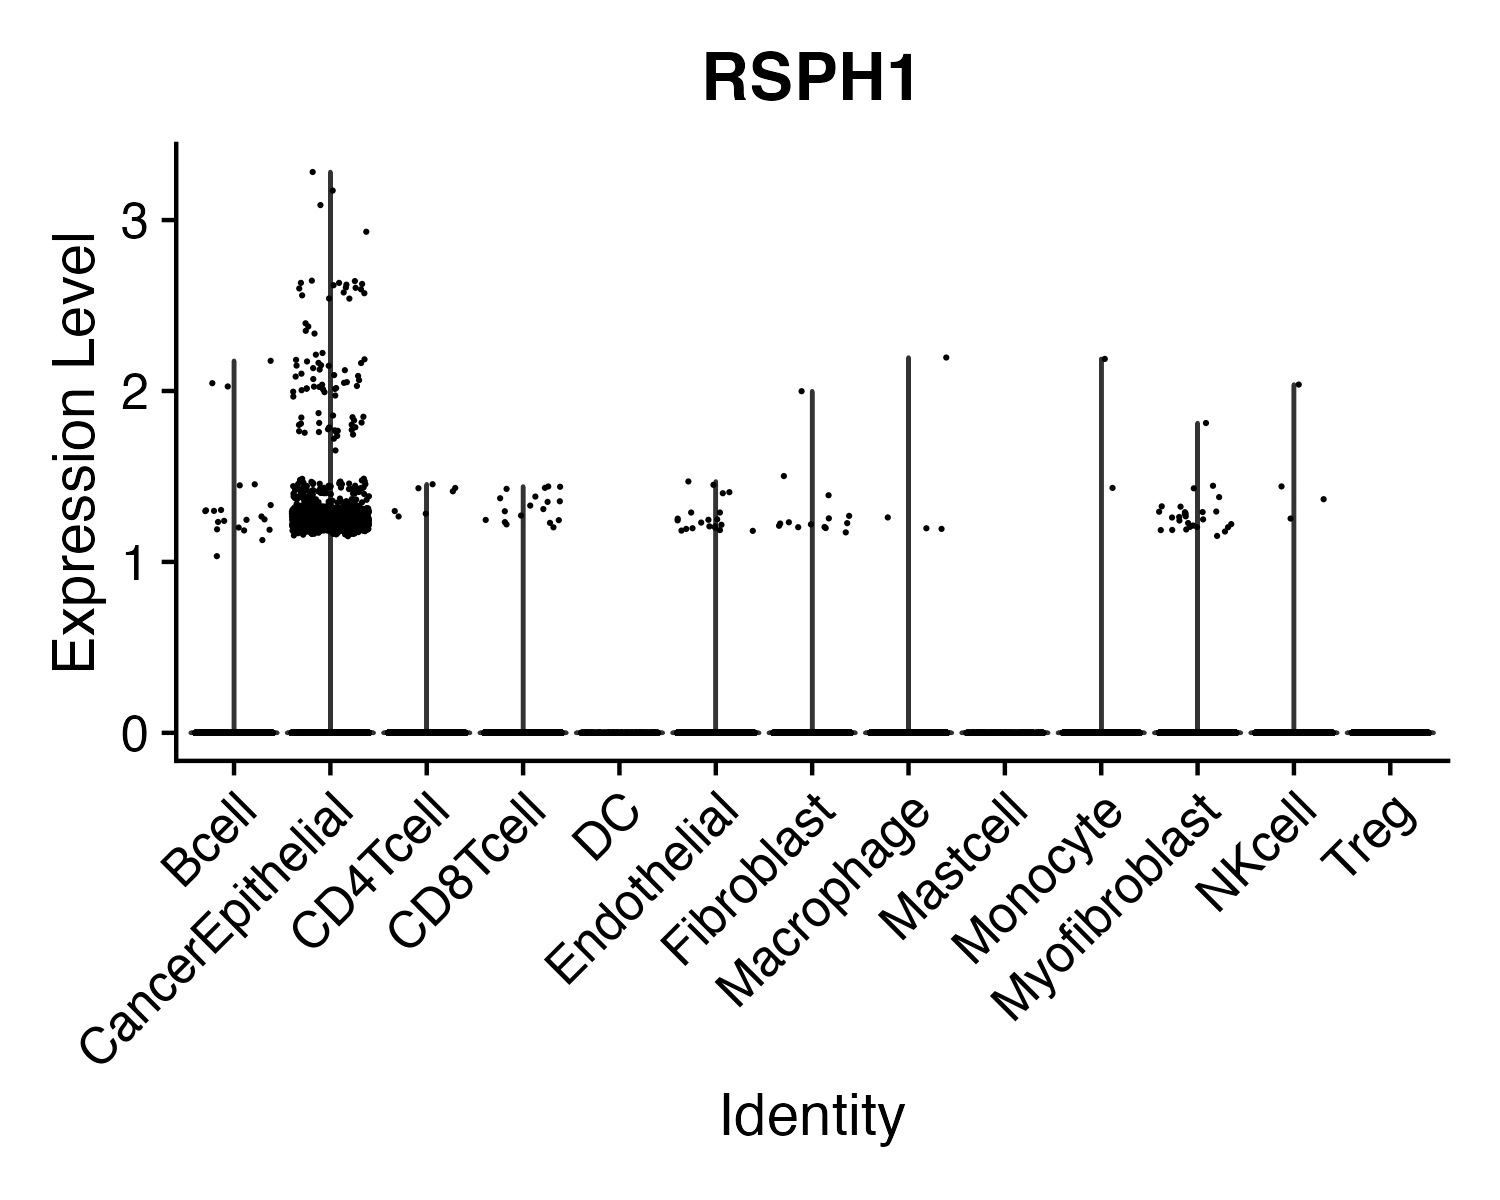 RSPH1
Expression Level
3
2
1
0
Bcell
CancerEpithelial
CD4Tcell
CD8Tcell
DC
Endothelial
Fibroblast
Macrophage
Mastcell
Monocyte
Myofibroblast
NKcell
Treg
Identity